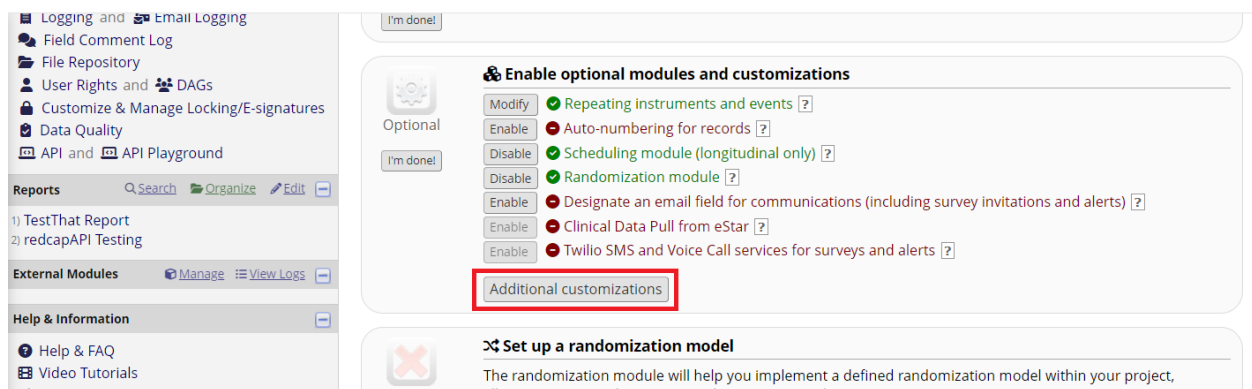 Logging and Email Logging
Field Comment Log
File Repository
User Rights and DAGs
Customize & Manage Locking/E-signatures
Data Quality
API and API Playground
Reports Search Organize Edit
1) TestThat Report
2) redcapAPI Testing
External Modules Manage View Logs
Help & Information
Help & FAQ
Video Tutorials
I'm done!
Optional
I'm done!
Enable optional modules and customizations
Modify Repeating instruments and events ?
Enable Auto-numbering for records ?
Disable Scheduling module (longitudinal only) ?
Disable Randomization module ?
Enable Designate an email field for communications (including survey invitations and alerts) ?
Enable Clinical Data Pull from eStar ?
Enable Twilio SMS and Voice Call services for surveys and alerts ?
Additional customizations
Set up a randomization model
The randomization module will help you implement a defined randomization model within your project,